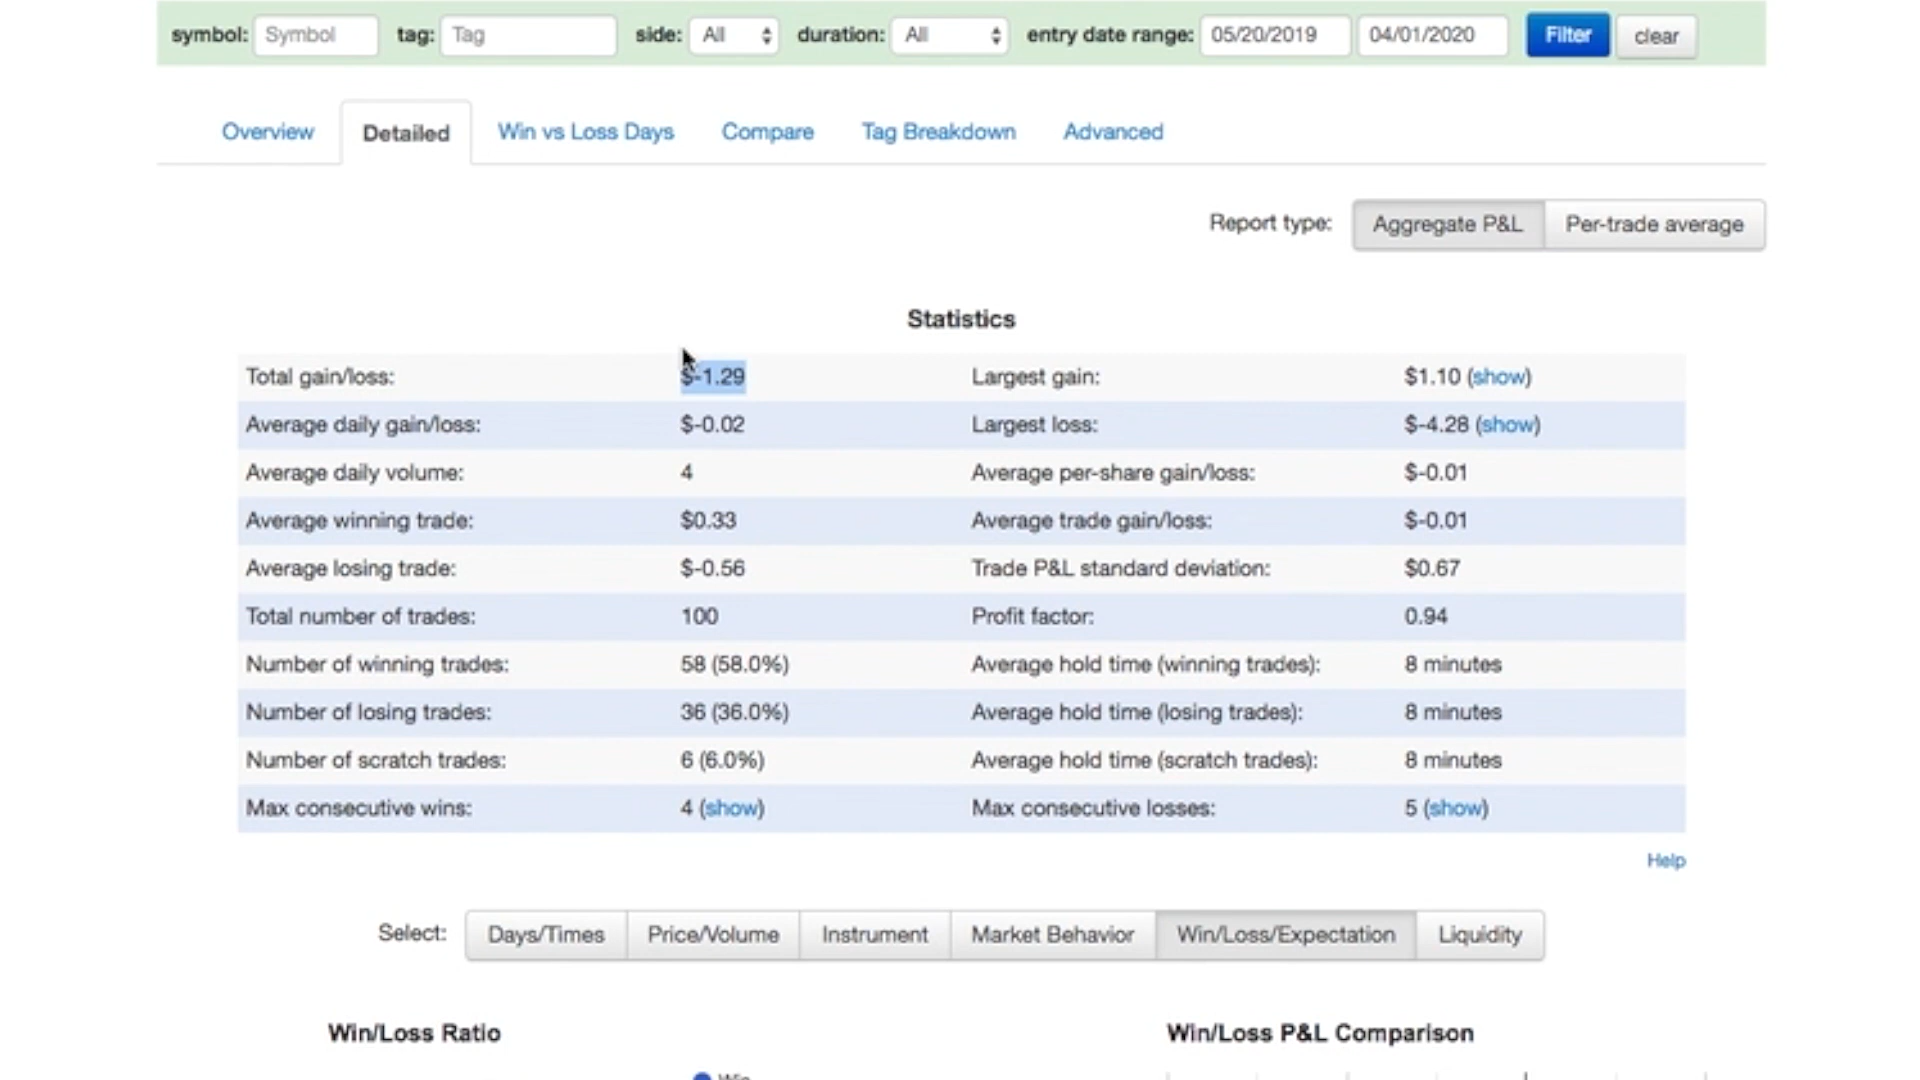 symbol: Symbol tag: Tag side: All duration: All entry date range: 05/20/2019 04/01/2020 Filter clear
Overview Detailed Win vs Loss Days Compare Tag Breakdown Advanced
Report type: Aggregate P&L Per-trade average
Statistics
Total gain/loss: $-1.29 Largest gain: $1.10 (show)
Average daily gain/loss: $-0.02 Largest loss: $-4.28 (show)
Average daily volume: 4 Average per-share gain/loss: $-0.01
Average winning trade: $0.33 Average trade gain/loss: $-0.01
Average losing trade: $-0.56 Trade P&L standard deviation: $0.67
Total number of trades: 100 Profit factor: 0.94
Number of winning trades: 58 (58.0%) Average hold time (winning trades): 8 minutes
Number of losing trades: 36 (36.0%) Average hold time (losing trades): 8 minutes
Number of scratch trades: 6 (6.0%) Average hold time (scratch trades): 8 minutes
Max consecutive wins: 4 (show) Max consecutive losses: 5 (show)
Help
Select: Days/Times Price/Volume Instrument Market Behavior Win/Loss/Expectation Liquidity
Win/Loss Ratio Win/Loss P&L Comparison